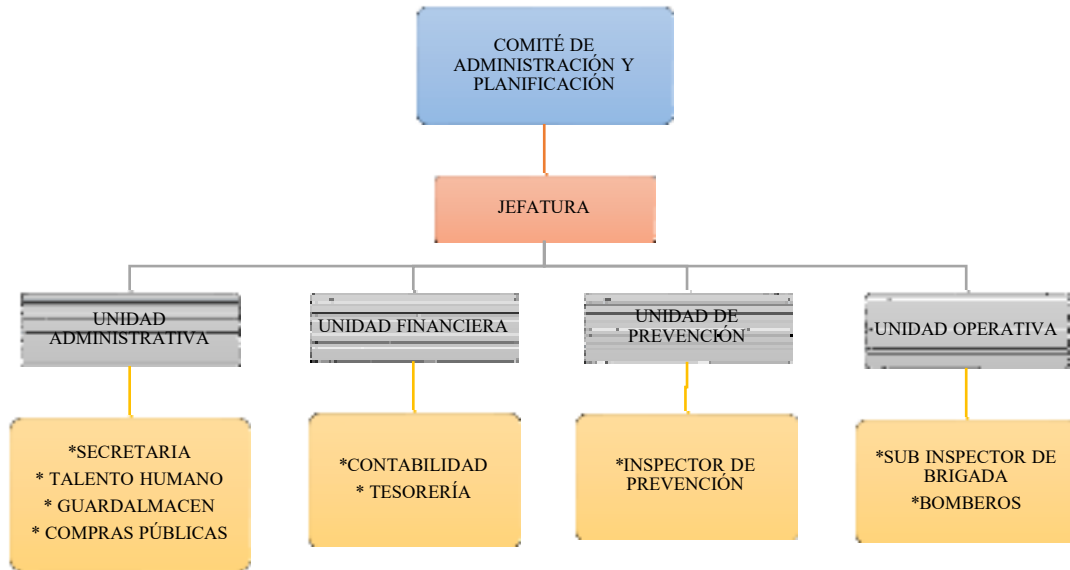 COMITÉ DE
ADMINISTRACIÓN Y
PLANIFICACIÓN
JEFATURA
UNIDAD
ADMINISTRATIVA
UNIDAD FINANCIERA
UNIDAD DE
PREVENCIÓN
UNIDAD OPERATIVA
*SECRETARIA
* TALENTO HUMANO
* GUARDALMACEN
* COMPRAS PÚBLICAS
*CONTABILIDAD
* TESORERÍA
*INSPECTOR DE
PREVENCIÓN
*SUB INSPECTOR DE
BRIGADA
*BOMBEROS